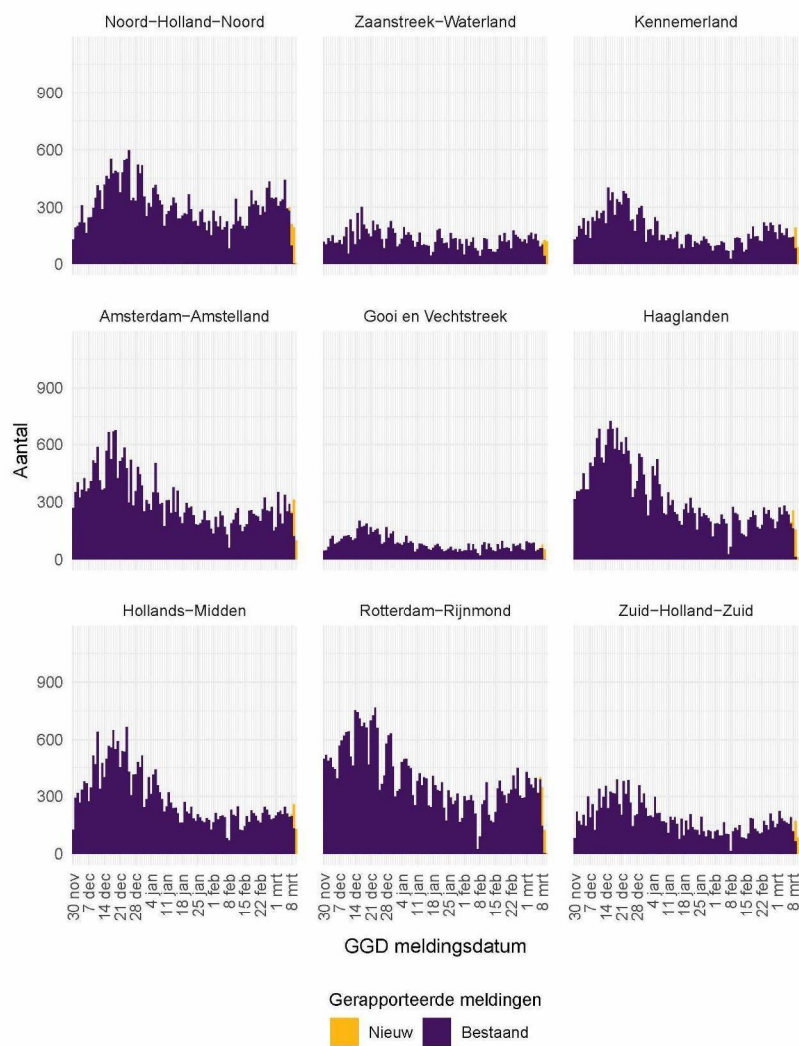 Noord−Holland−Noord
Zaanstreek−Waterland
Kennemerland
900
600
300
0
Amsterdam−Amstelland
Gooi en Vechtstreek
Haaglanden
900
600
300
0
Aantal
Hollands−Midden
Rotterdam−Rijnmond
Zuid−Holland−Zuid
900
600
300
0
30 nov
7 dec
14 dec
21 dec
28 dec
4 jan
11 jan
18 jan
25 jan
1 feb
8 feb
15 feb
22 feb
1 mrt
8 mrt
30 nov
7 dec
14 dec
21 dec
28 dec
4 jan
11 jan
18 jan
25 jan
1 feb
8 feb
15 feb
22 feb
1 mrt
8 mrt
30 nov
7 dec
14 dec
21 dec
28 dec
4 jan
11 jan
18 jan
25 jan
1 feb
8 feb
15 feb
22 feb
1 mrt
8 mrt
GGD meldingsdatum
Gerapporteerde meldingen
Nieuw
Bestaand